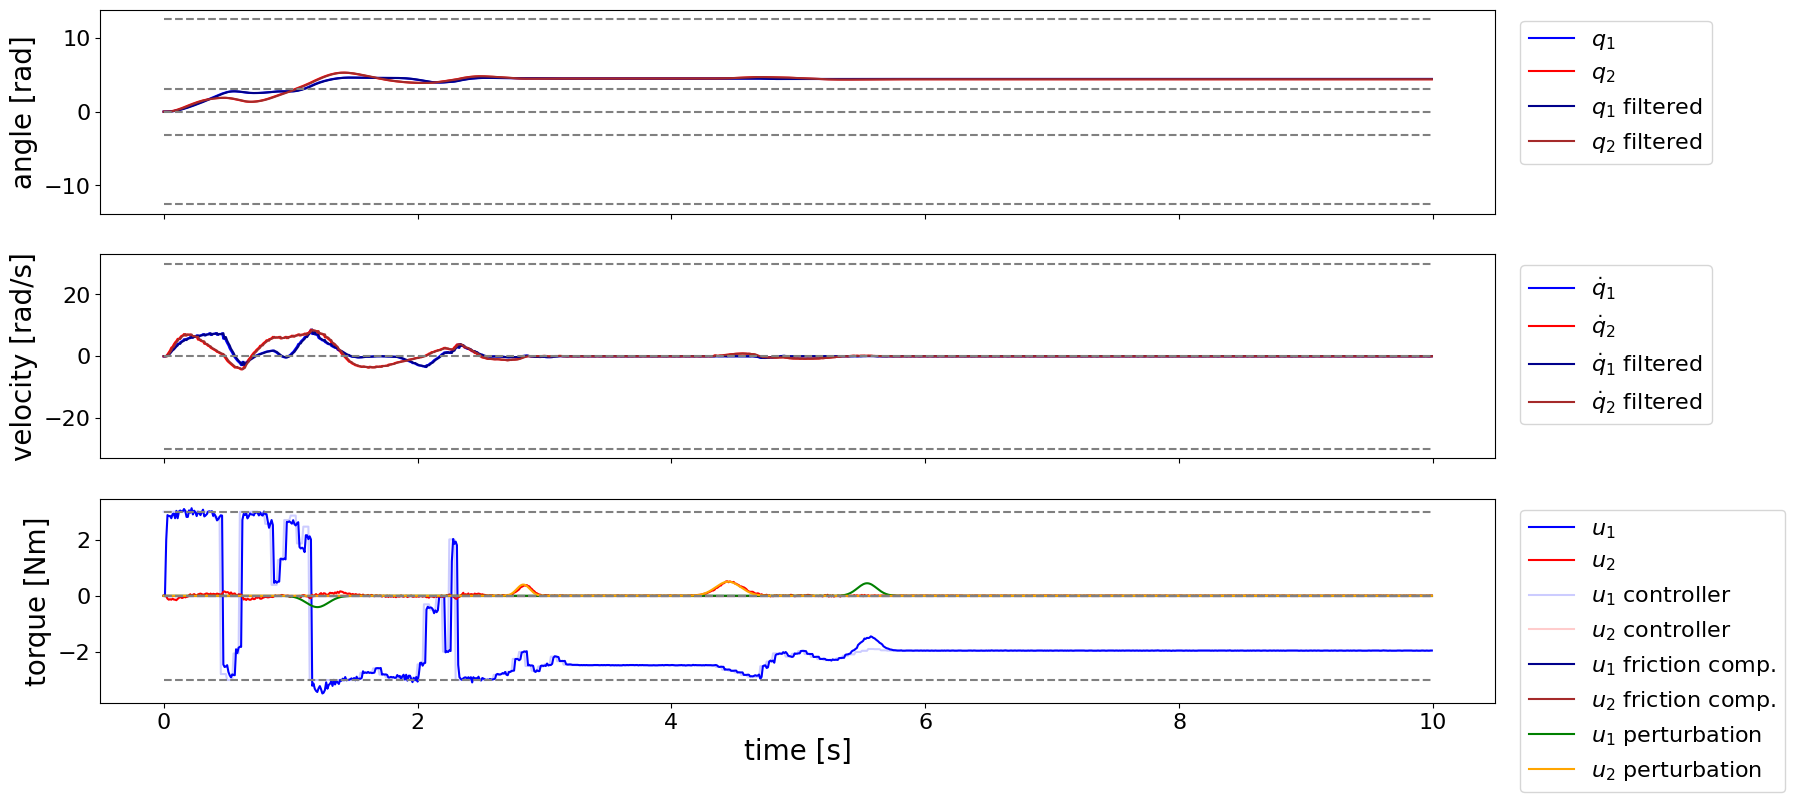 angle [rad]
10
0
−10
q₁
q₂
q₁ filtered
q₂ filtered
velocity [rad/s]
20
0
−20
q̇₁
q̇₂
q̇₁ filtered
q̇₂ filtered
torque [Nm]
2
0
−2
0 2 4 6 8 10
time [s]
u₁
u₂
u₁ controller
u₂ controller
u₁ friction comp.
u₂ friction comp.
u₁ perturbation
u₂ perturbation